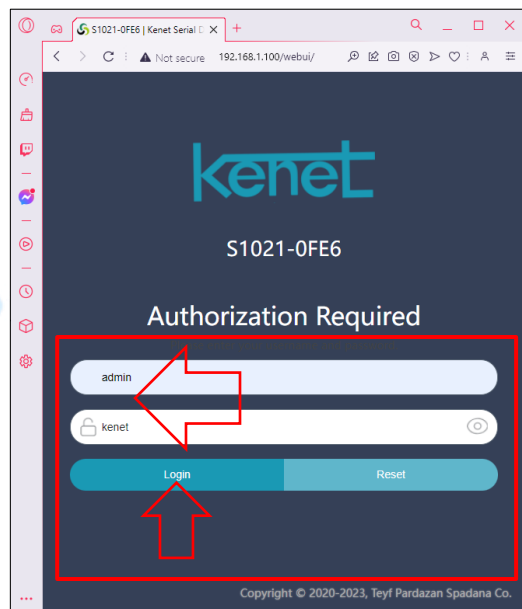 S1021-0FE6 | Kenet Serial D
Not secure 192.168.1.100/webui/
kenet
S1021-0FE6
Authorization Required
admin
kenet
Login Reset
Copyright © 2020-2023, Teyf Pardazan Spadana Co.